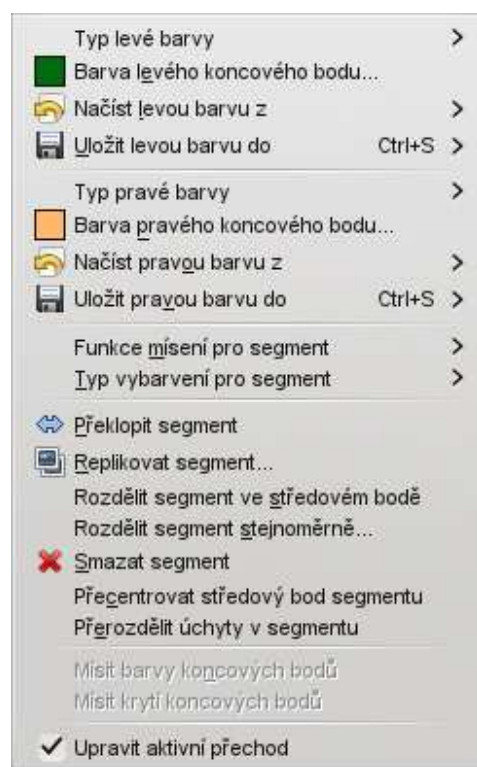 Typ levé barvy
Barva levého koncového bodu...
Načíst levou barvu z
Uložit levou barvu do Ctrl+S
Typ pravé barvy
Barva pravého koncového bodu...
Načíst pravou barvu z
Uložit pravou barvu do Ctrl+S
Funkce mísení pro segment
Typ vybarvení pro segment
Překlopit segment
Replikovat segment...
Rozdělit segment ve středovém bodě
Rozdělit segment stejnoměrně...
Smazat segment
Přecentrovat středový bod segmentu
Přerozdělit úchyty v segmentu
Mísit barvy koncových bodů
Mísit krytí koncových bodů
Upravit aktivní přechod